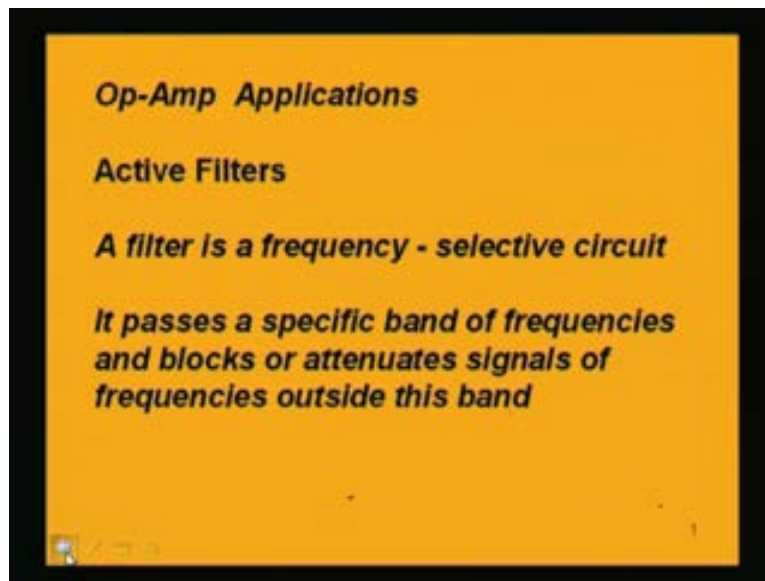 Op-Amp Applications
Active Filters
A filter is a frequency - selective circuit
It passes a specific band of frequencies
and blocks or attenuates signals of
frequencies outside this band
1